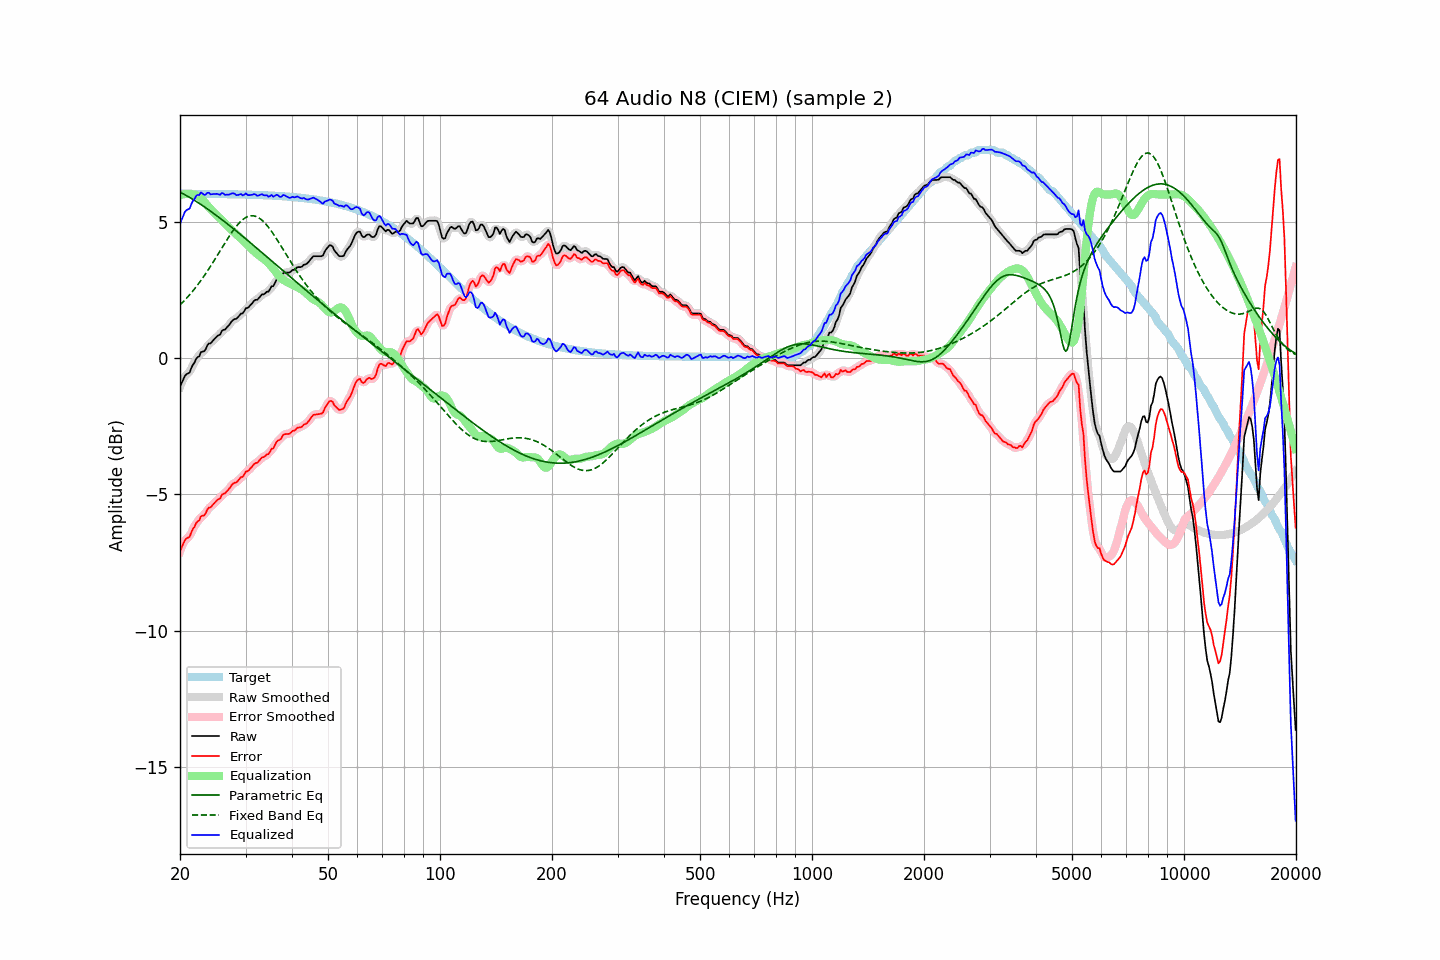 64 Audio N8 (CIEM) (sample 2)
Amplitude (dBr)
5
0
−5
−10
−15
Target
Raw Smoothed
Error Smoothed
Raw
Error
Equalization
Parametric Eq
Fixed Band Eq
Equalized
20 50 100 200 500 1000 2000 5000 10000 20000
Frequency (Hz)